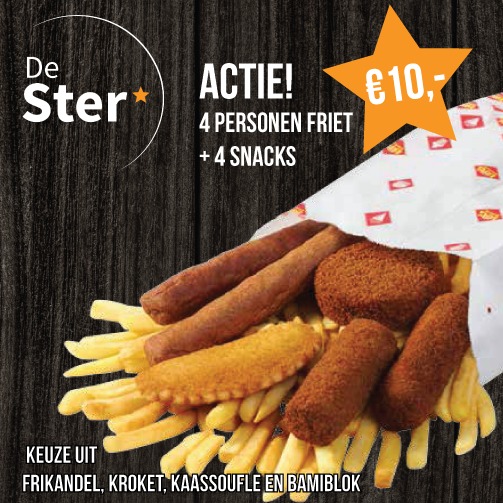 De
Ster
ACTIE!
€10,-
4 PERSONEN FRIET
+ 4 SNACKS
KEUZE UIT
FRIKANDEL, KROKET, KAASSOUFLE EN BAMIBLOK